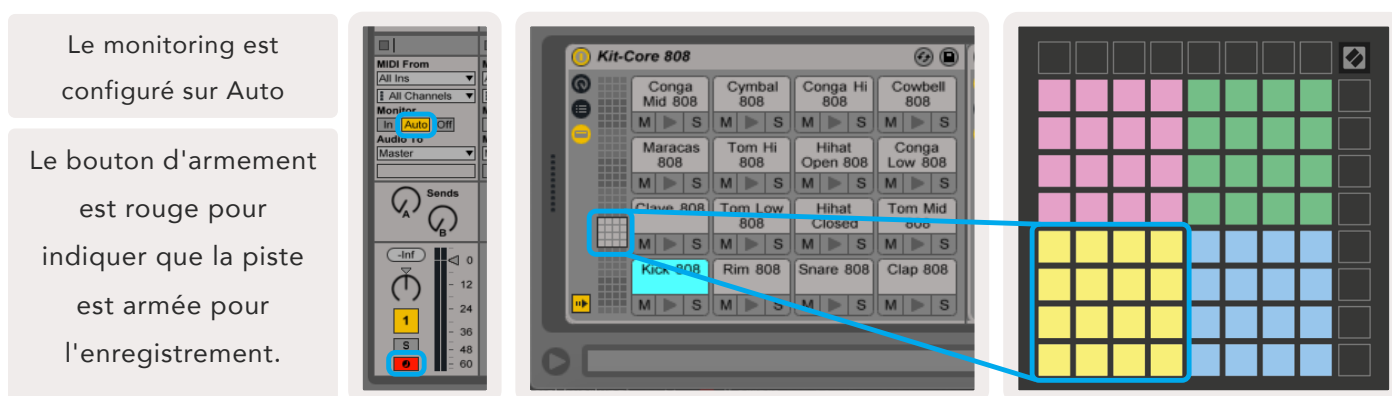 Le monitoring est
configuré sur Auto
Le bouton d'armement
est rouge pour
indiquer que la piste
est armée pour
l'enregistrement.
MIDI From
All Ins
All Channels
Monitor
In Auto Off
Audio To
Master
Sends
A
B
-Inf
0
12
24
1
36
S
48
60
Kit-Core 808
Conga Cymbal Conga Hi Cowbell
Mid 808 808 808 808
M S M S M S M S
Maracas Tom Hi Hihat Conga
808 808 Open 808 Low 808
M S M S M S M S
Clave 808 Tom Low Hihat Tom Mid
808 Closed 808
M S M S M S M S
Kick 808 Rim 808 Snare 808 Clap 808
M S M S M S M S